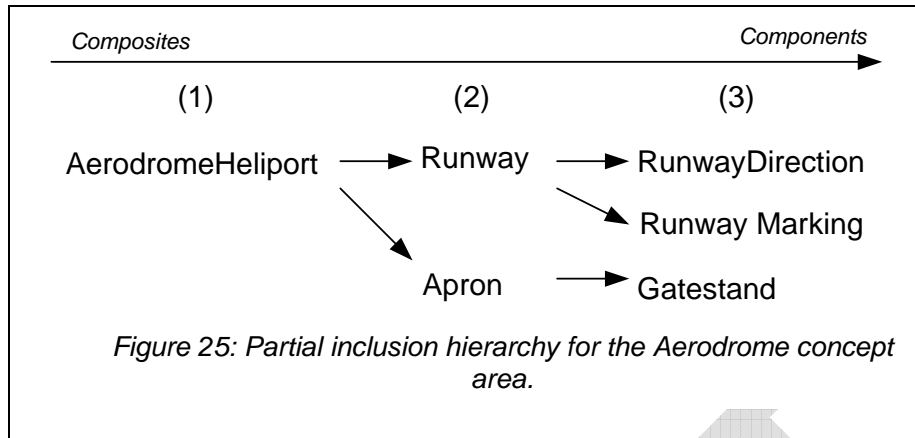 Composites
Components
(1)
(2)
(3)
AerodromeHeliport
Runway
RunwayDirection
Runway Marking
Apron
Gatestand
Figure 25: Partial inclusion hierarchy for the Aerodrome concept
area.